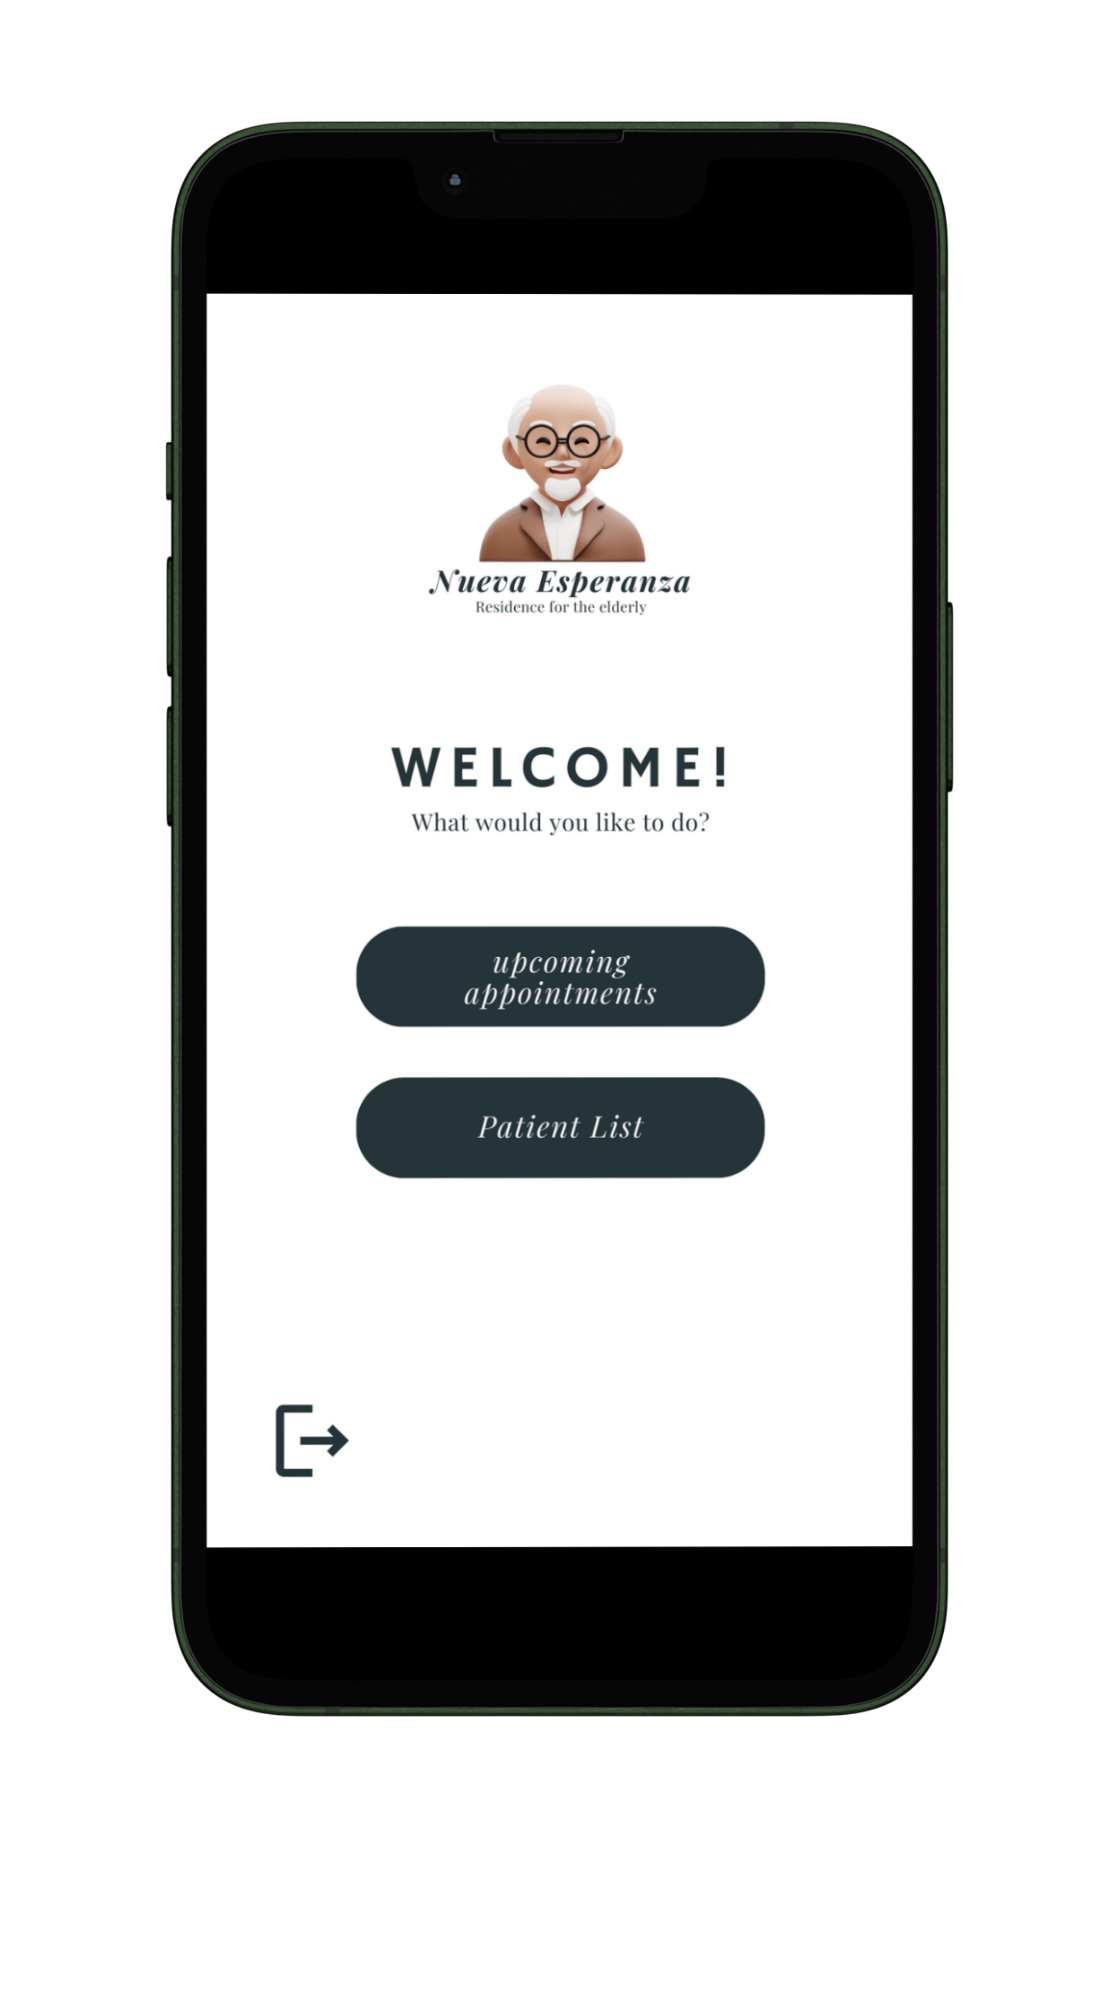 Nueva Esperanza
Residence for the elderly
WELCOME!
What would you like to do?
upcoming
appointments
Patient List